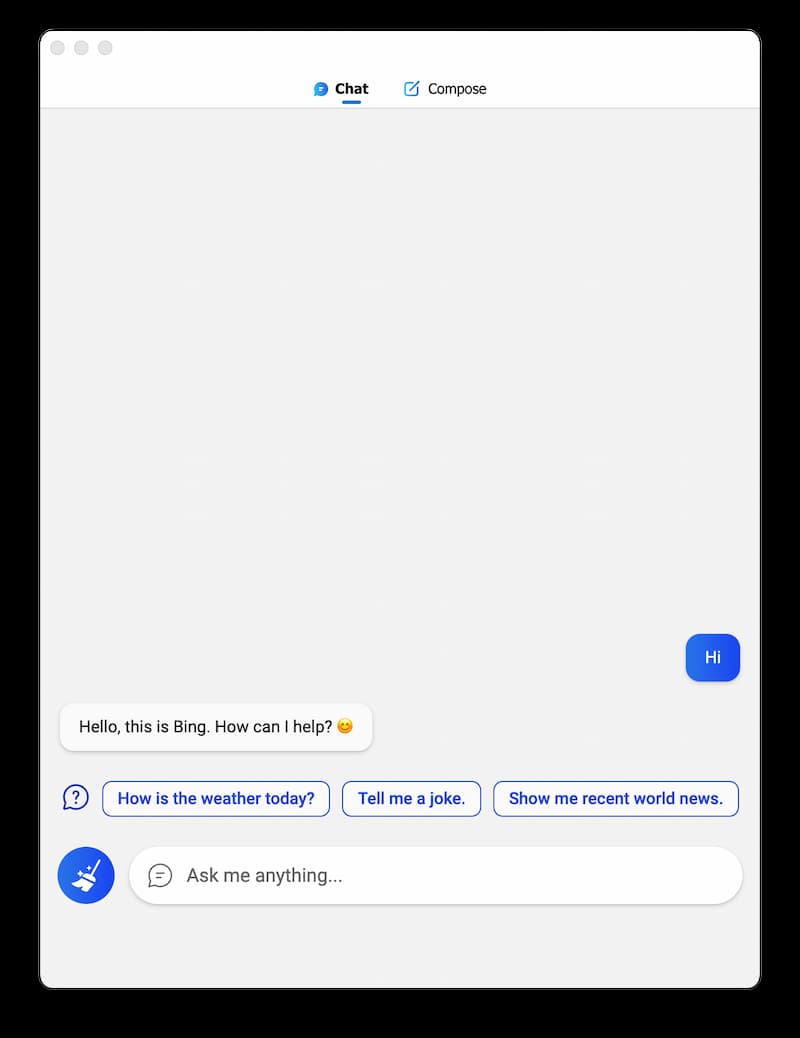 Chat Compose
Hi
Hello, this is Bing. How can I help? 😊
How is the weather today? Tell me a joke. Show me recent world news.
Ask me anything...